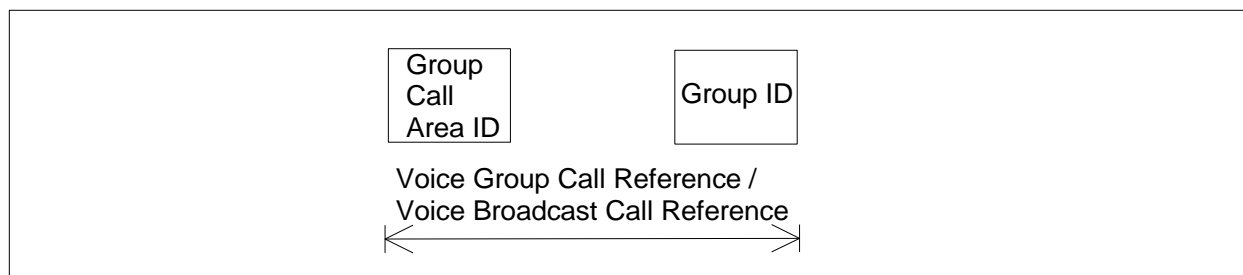 Group
Call
Area ID
Group ID
Voice Group Call Reference /
Voice Broadcast Call Reference